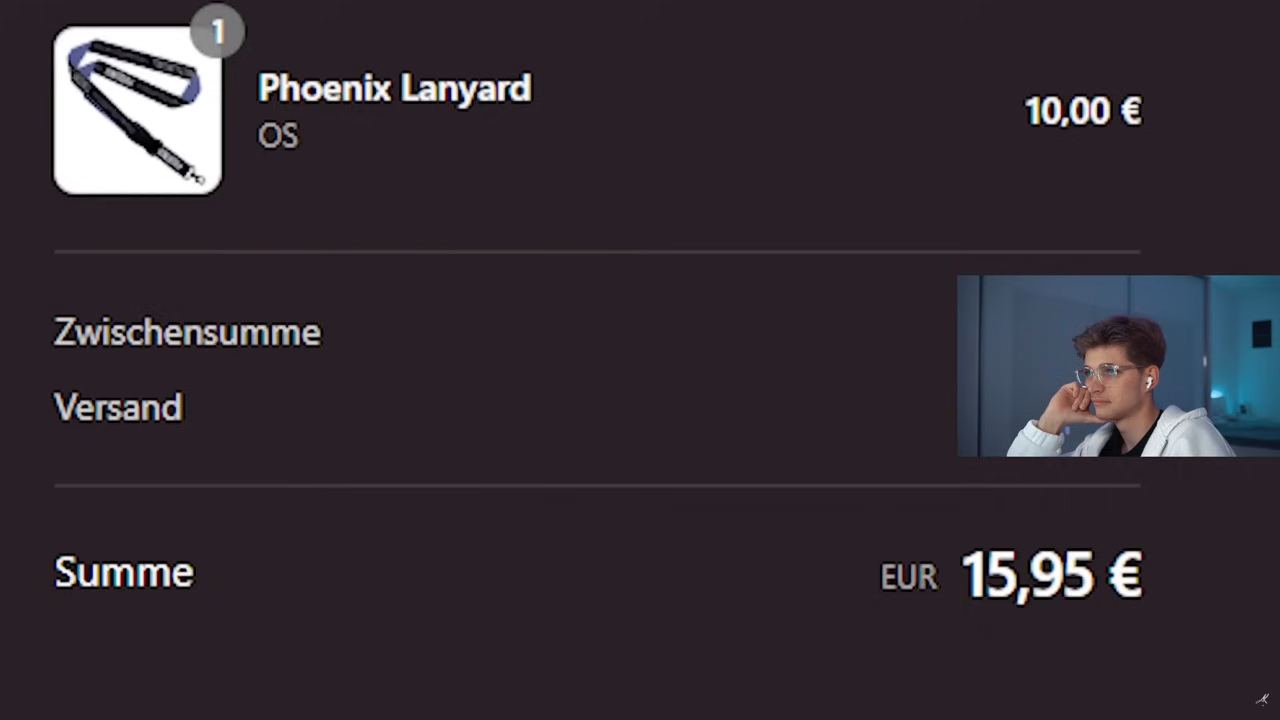 1
Phoenix Lanyard
OS
10,00 €
Zwischensumme
Versand
Summe
EUR 15,95 €